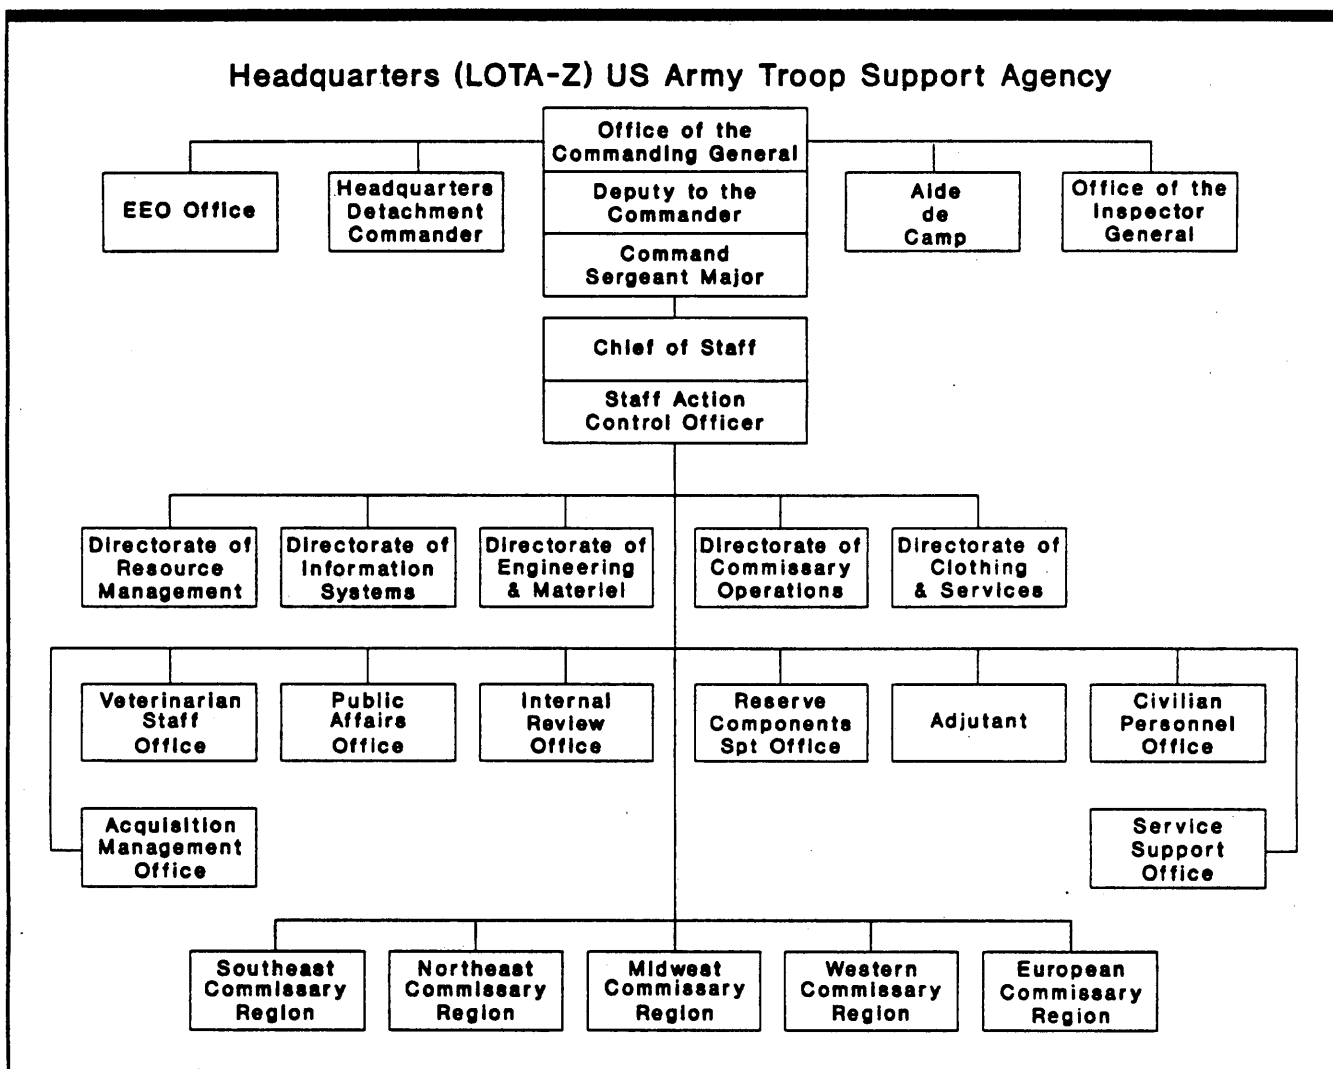 Headquarters (LOTA-Z) US Army Troop Support Agency
Office of the
Commanding General
Deputy to the
Commander
Command
Sergeant Major
EEO Office
Headquarters
Detachment
Commander
Aide
de
Camp
Office of the
Inspector
General
Chief of Staff
Staff Action
Control Officer
Directorate of
Resource
Management
Directorate of
Information
Systems
Directorate of
Engineering
& Materiel
Directorate of
Commissary
Operations
Directorate of
Clothing
& Services
Veterinarian
Staff
Office
Public
Affairs
Office
Internal
Review
Office
Reserve
Components
Spt Office
Adjutant
Civilian
Personnel
Office
Acquisition
Management
Office
Service
Support
Office
Southeast
Commissary
Region
Northeast
Commissary
Region
Midwest
Commissary
Region
Western
Commissary
Region
European
Commissary
Region